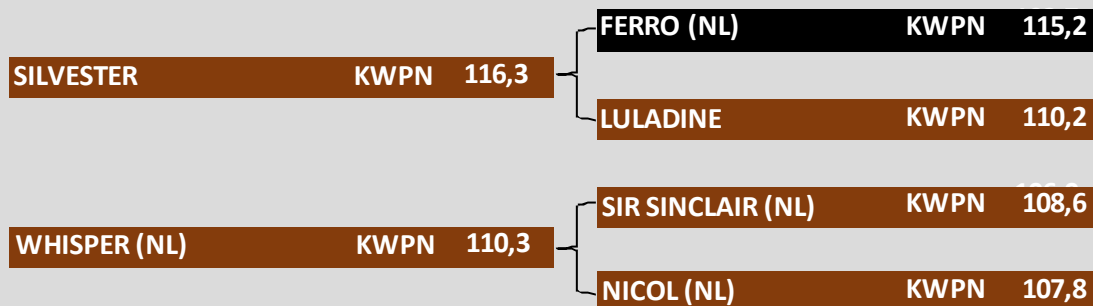 FERRO (NL) KWPN 115,2
SILVESTER KWPN 116,3
LULADINE KWPN 110,2
SIR SINCLAIR (NL) KWPN 108,6
WHISPER (NL) KWPN 110,3
NICOL (NL) KWPN 107,8